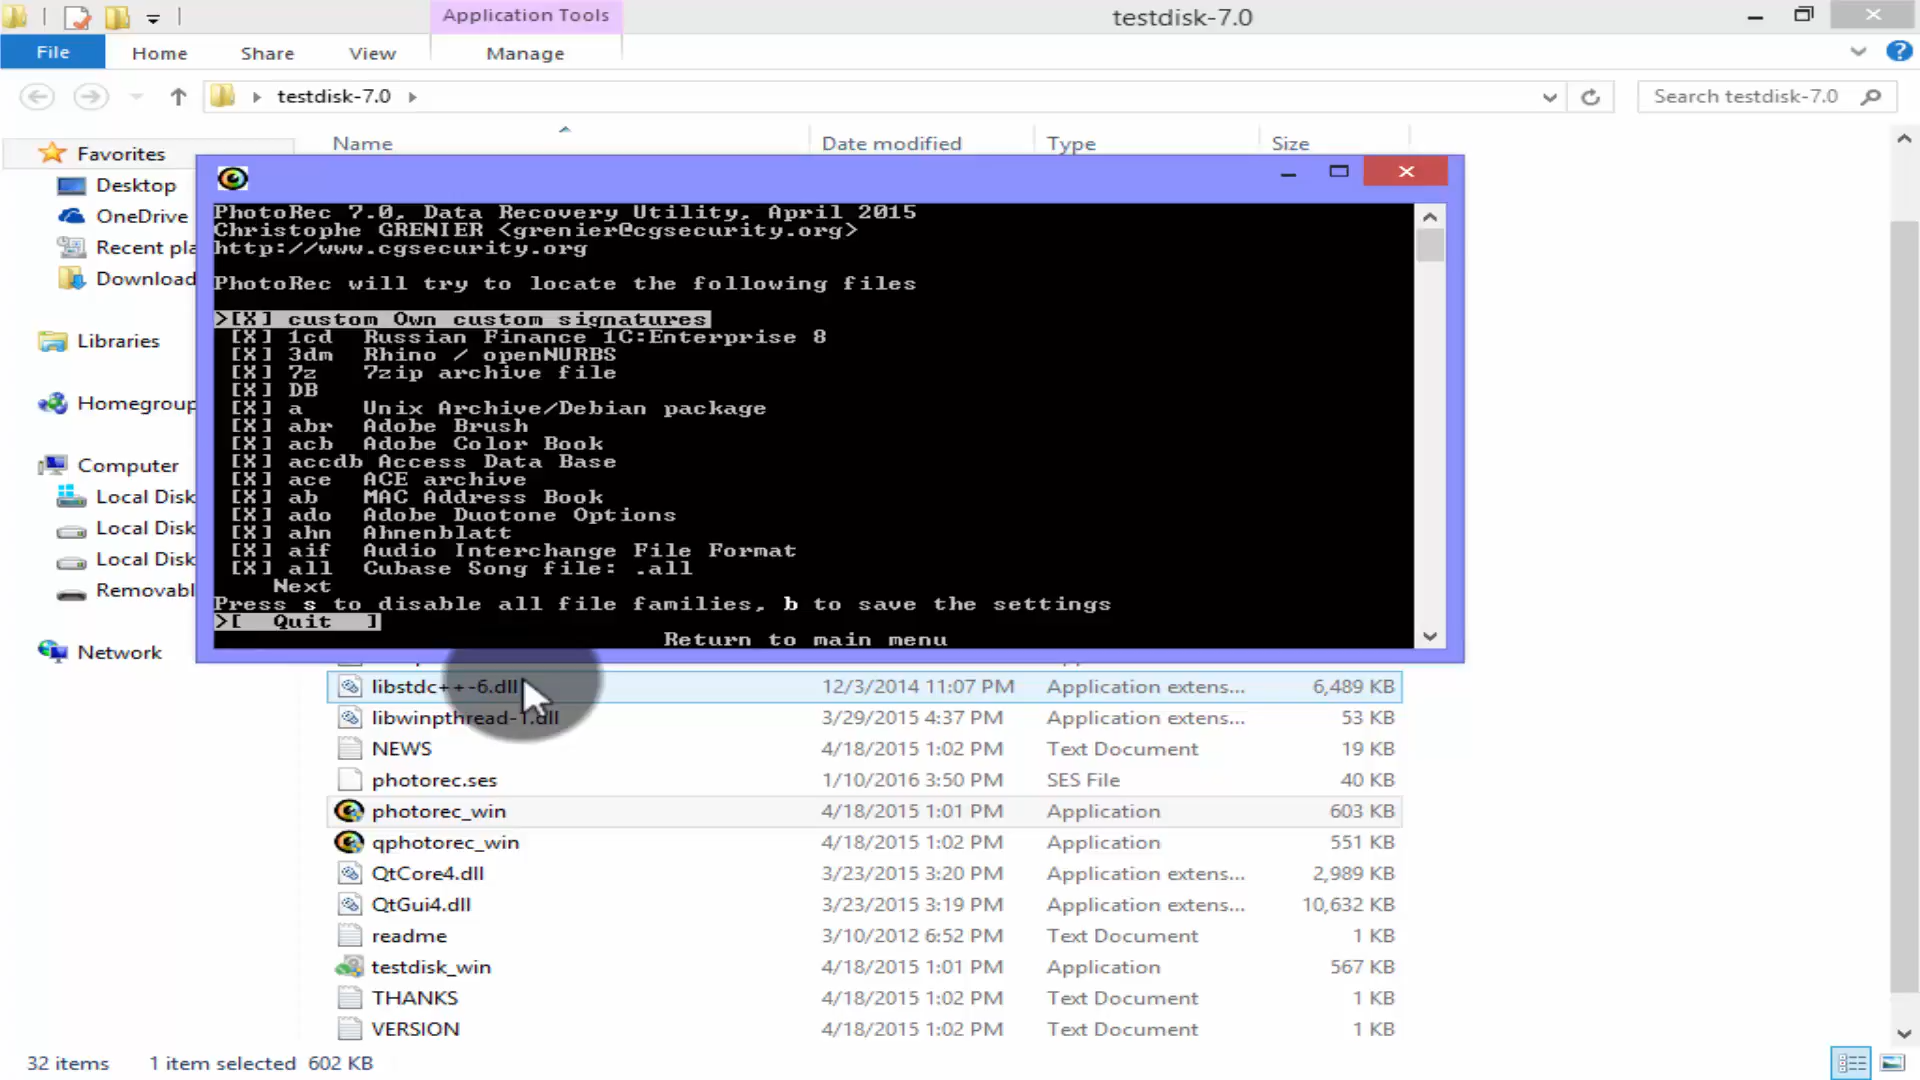 Application Tools
testdisk-7.0
File
Home
Share
View
Manage
testdisk-7.0
Search testdisk-7.0
Name
Date modified
Type
Size
Favorites
Desktop
OneDrive
Recent pla
Download
Libraries
Homegroup
Computer
Local Disk
Local Disk
Local Disk
Removabl
Network
PhotoRec 7.0, Data Recovery Utility, April 2015
Christophe GRENIER <grenier@cgsecurity.org>
http://www.cgsecurity.org
PhotoRec will try to locate the following files
>[X] custom Own custom signatures
[X] 1cd Russian Finance 1C:Enterprise 8
[X] 3dm Rhino / openNURBS
[X] 7z 7zip archive file
[X] DB
[X] a Unix Archive/Debian package
[X] abr Adobe Brush
[X] acb Adobe Color Book
[X] accdb Access Data Base
[X] ace ACE archive
[X] ab MAC Address Book
[X] ado Adobe Duotone Options
[X] ahn Ahnenblatt
[X] aif Audio Interchange File Format
[X] all Cubase Song file: .all
Next
Press s to disable all file families, b to save the settings
>[ Quit ]
Return to main menu
libstdc++-6.dll 12/3/2014 11:07 PM Application extens... 6,489 KB
libwinpthread-1.dll 3/29/2015 4:37 PM Application extens... 53 KB
NEWS 4/18/2015 1:02 PM Text Document 19 KB
photorec.ses 1/10/2016 3:50 PM SES File 40 KB
photorec_win 4/18/2015 1:01 PM Application 603 KB
qphotorec_win 4/18/2015 1:02 PM Application 551 KB
QtCore4.dll 3/23/2015 3:20 PM Application extens... 2,989 KB
QtGui4.dll 3/23/2015 3:19 PM Application extens... 10,632 KB
readme 3/10/2012 6:52 PM Text Document 1 KB
testdisk_win 4/18/2015 1:01 PM Application 567 KB
THANKS 4/18/2015 1:02 PM Text Document 1 KB
VERSION 4/18/2015 1:02 PM Text Document 1 KB
32 items 1 item selected 602 KB